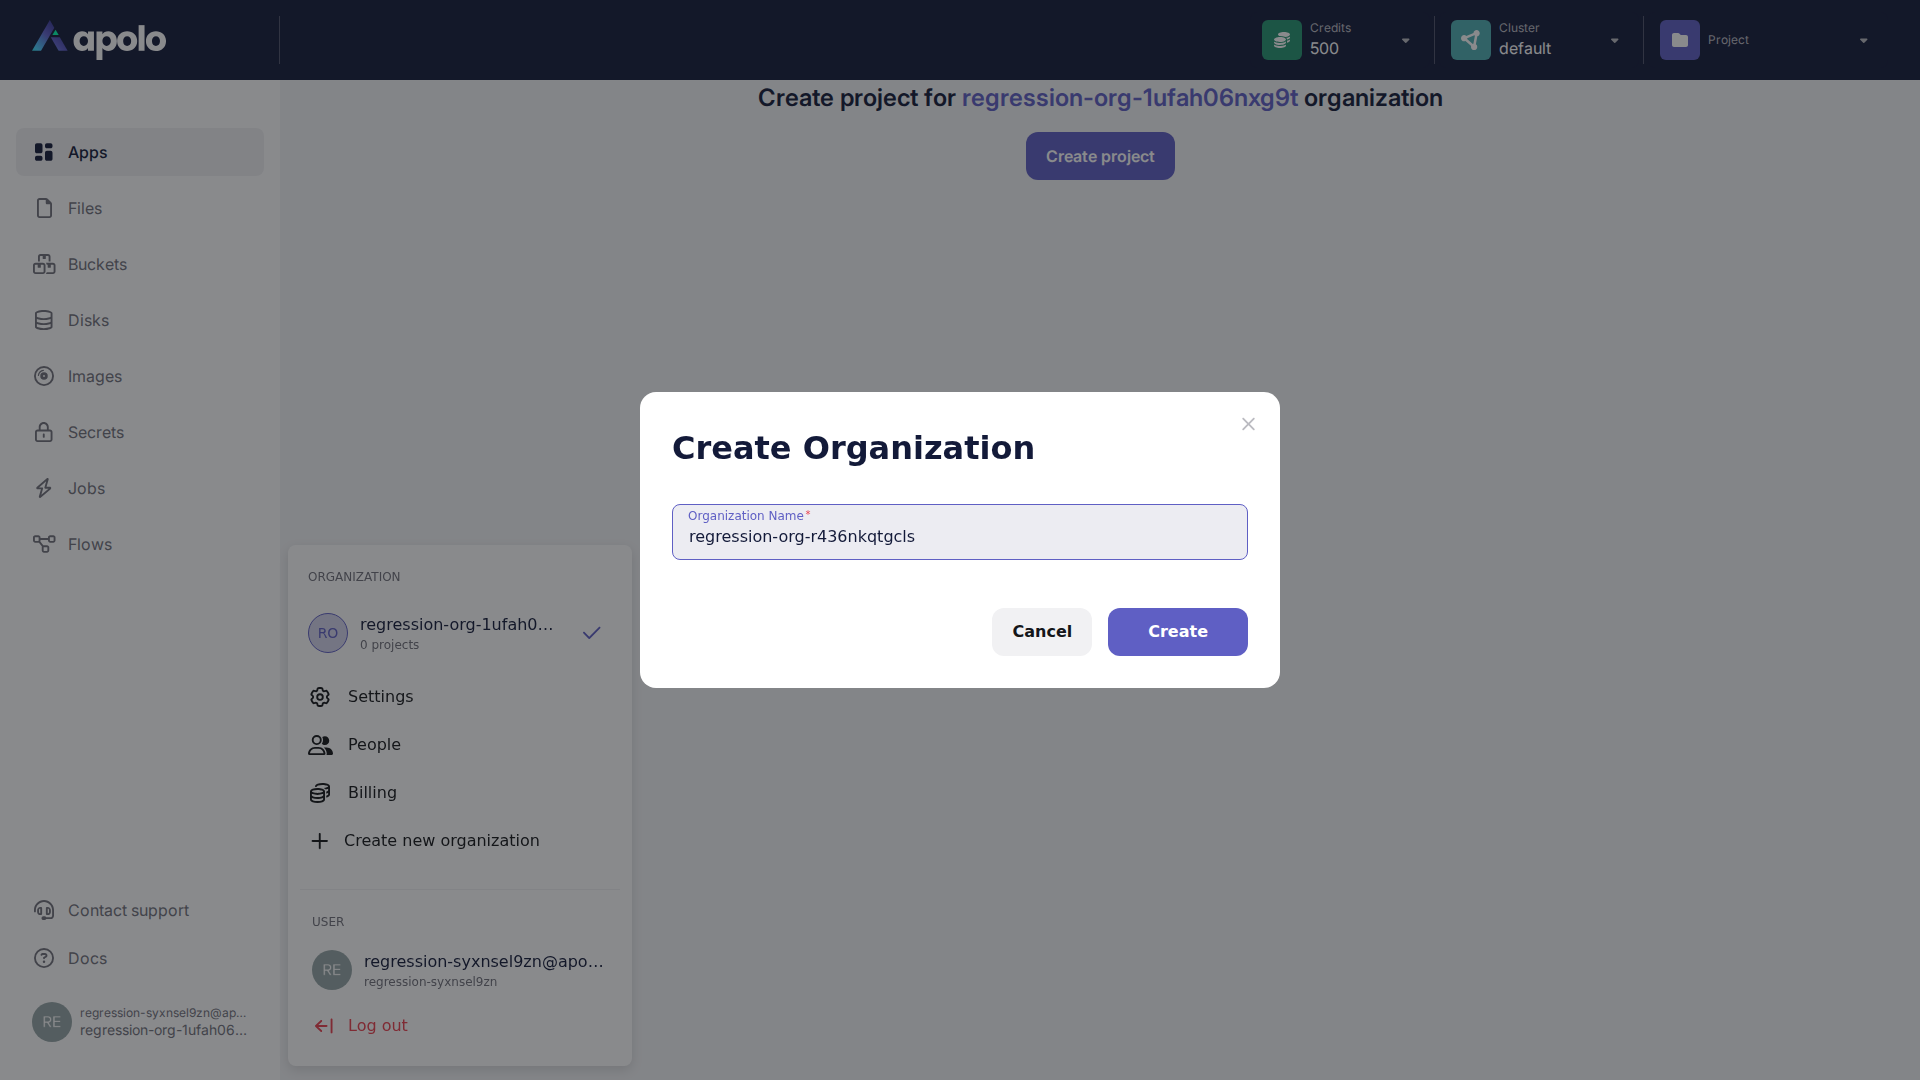 apolo
Credits
500
Cluster
default
Project
Create project for regression-org-1ufah06nxg9t organization
Create project
Apps
Files
Buckets
Disks
Images
Secrets
Jobs
Flows
Contact support
Docs
RE
regression-syxnsel9zn@ap...
regression-org-1ufah06...
ORGANIZATION
RO
regression-org-1ufah0...
0 projects
Settings
People
Billing
Create new organization
USER
RE
regression-syxnsel9zn@apo...
regression-syxnsel9zn
Log out
Create Organization
Organization Name*
regression-org-r436nkqtgcls
Cancel
Create